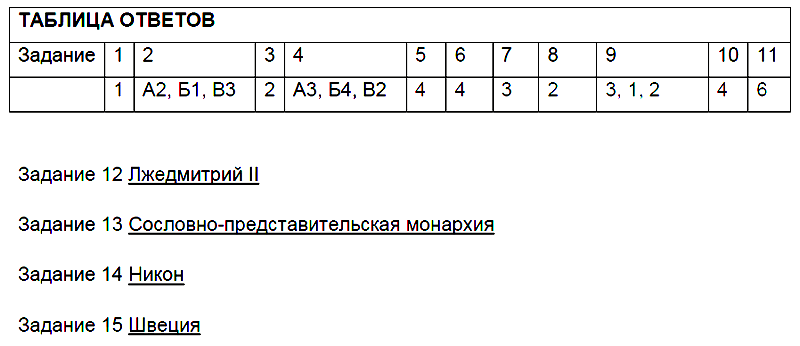 ТАБЛИЦА ОТВЕТОВ
Задание 1 2 3 4 5 6 7 8 9 10 11
1 А2, Б1, В3 2 А3, Б4, В2 4 4 3 2 3, 1, 2 4 6
Задание 12 Лжедмитрий II
Задание 13 Сословно-представительская монархия
Задание 14 Никон
Задание 15 Швеция